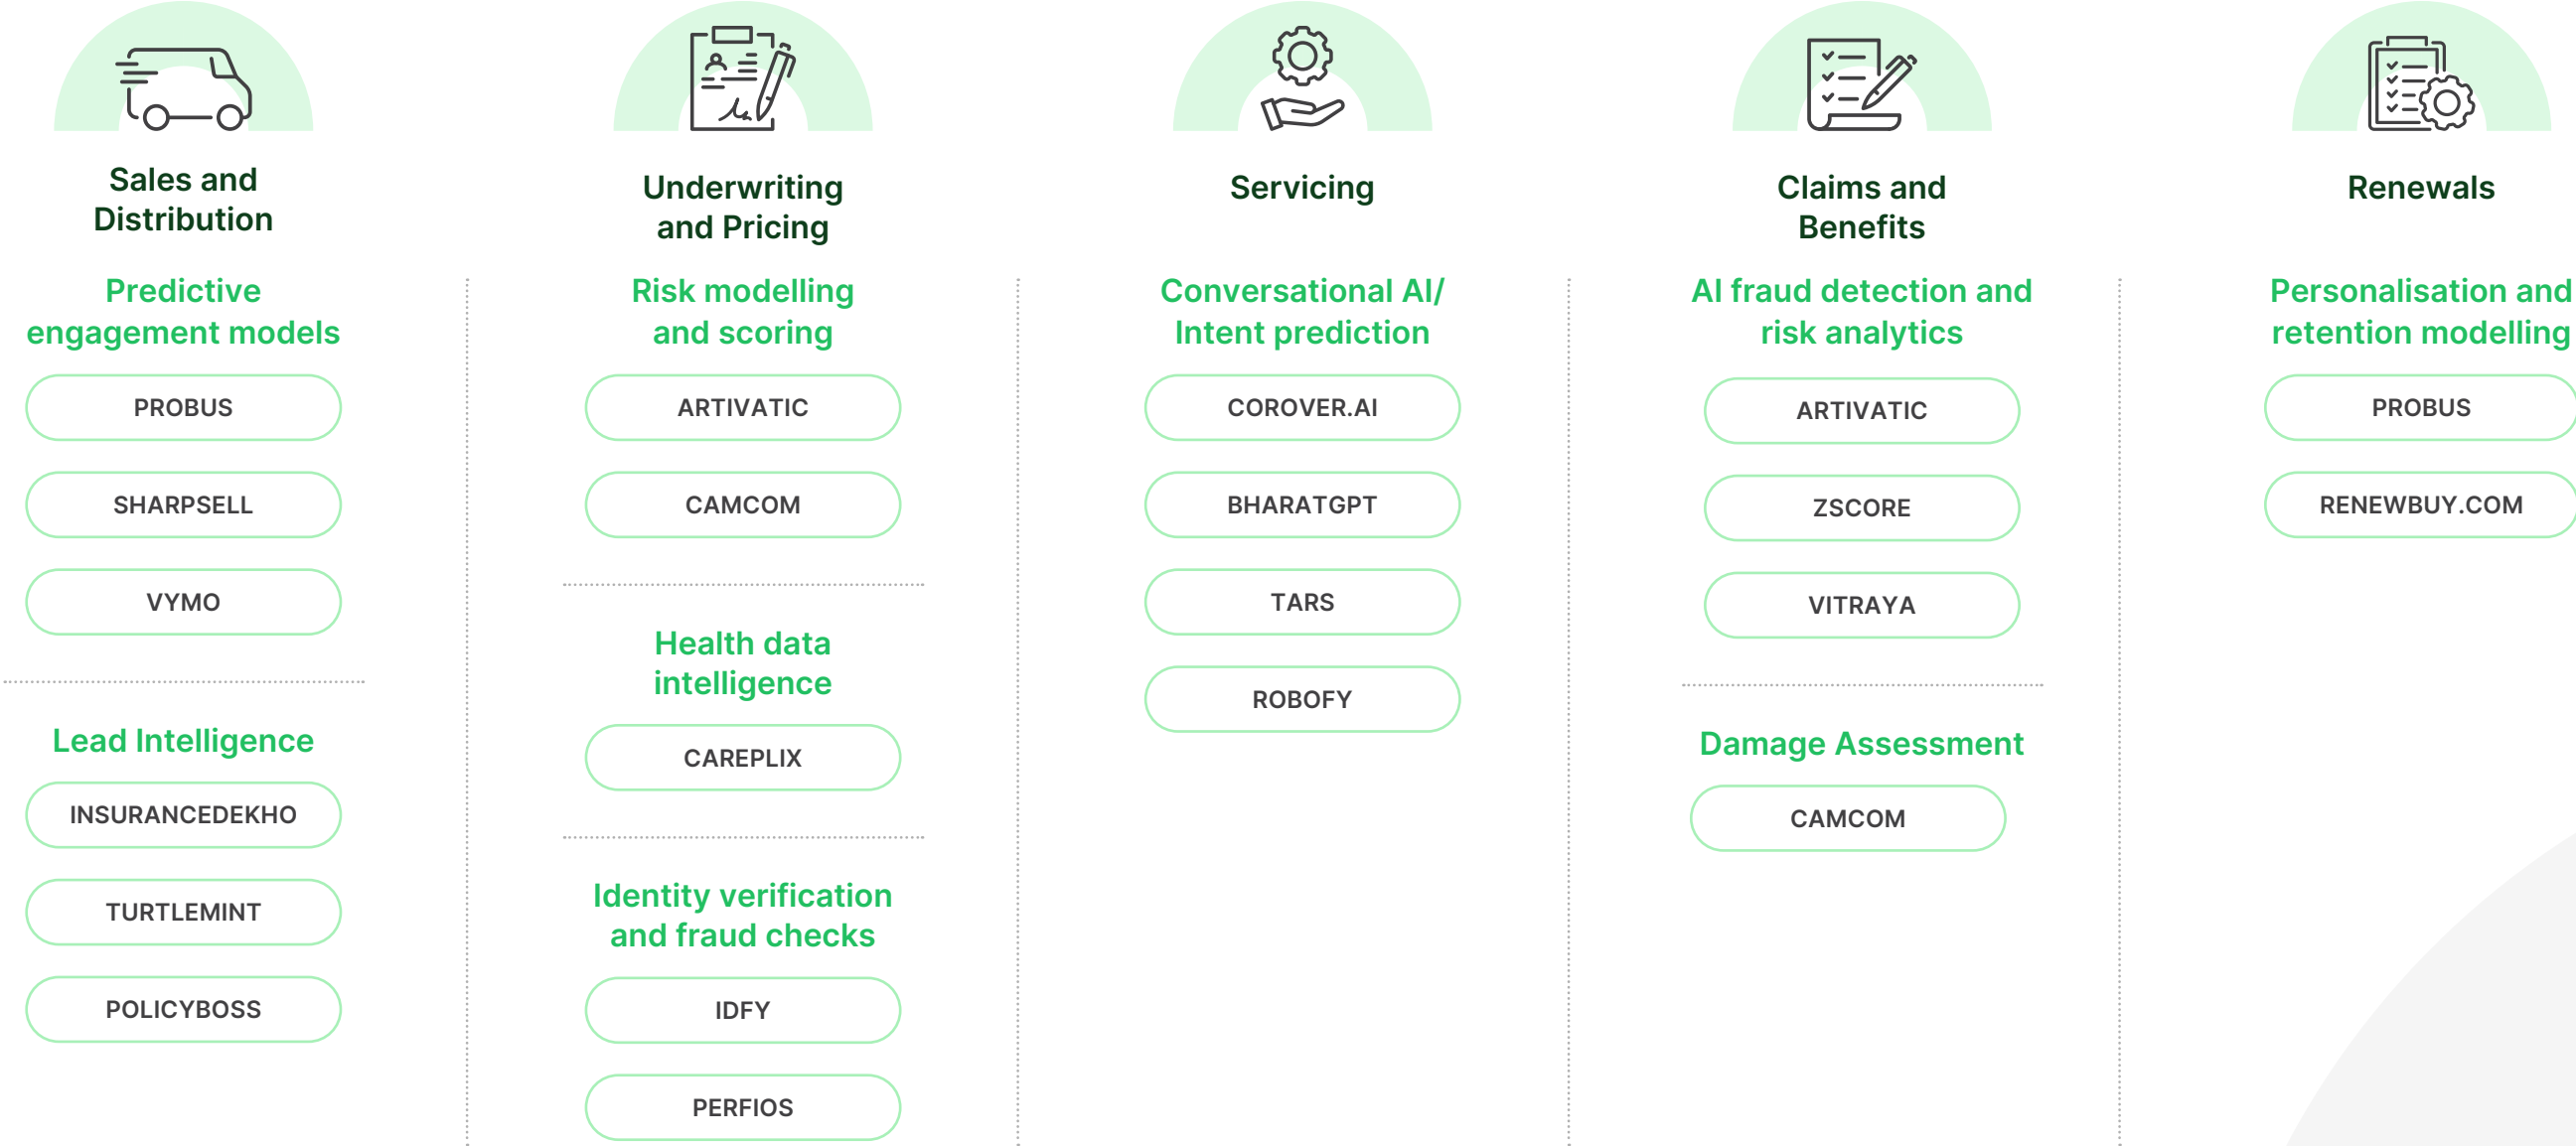 Sales and
Distribution
Predictive
engagement models
PROBUS
SHARPSELL
VYMO
Lead Intelligence
INSURANCEDEKHO
TURTLEMINT
POLICYBOSS
Underwriting
and Pricing
Risk modelling
and scoring
ARTIVATIC
CAMCOM
Health data
intelligence
CAREPLIX
Identity verification
and fraud checks
IDFY
PERFIOS
Servicing
Conversational AI/
Intent prediction
COROVER.AI
BHARATGPT
TARS
ROBOFY
Claims and
Benefits
AI fraud detection and
risk analytics
ARTIVATIC
ZSCORE
VITRAYA
Damage Assessment
CAMCOM
Renewals
Personalisation and
retention modelling
PROBUS
RENEWBUY.COM